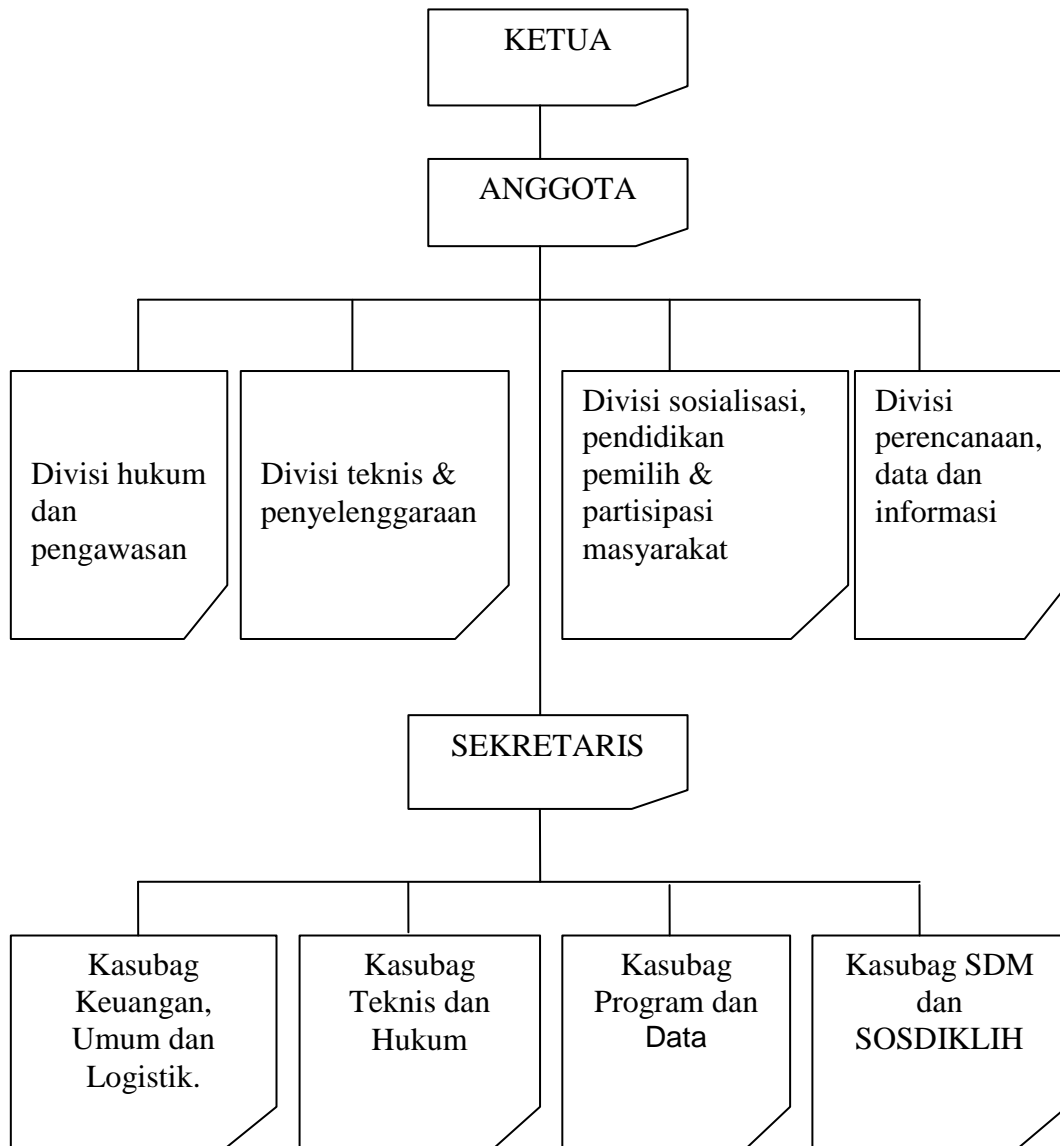 KETUA
ANGGOTA
Divisi hukum
dan
pengawasan
Divisi teknis &
penyelenggaraan
Divisi sosialisasi,
pendidikan
pemilih &
partisipasi
masyarakat
Divisi
perencanaan,
data dan
informasi
SEKRETARIS
Kasubag
Keuangan,
Umum dan
Logistik.
Kasubag
Teknis dan
Hukum
Kasubag
Program dan
Data
Kasubag SDM
dan
SOSDIKLIH